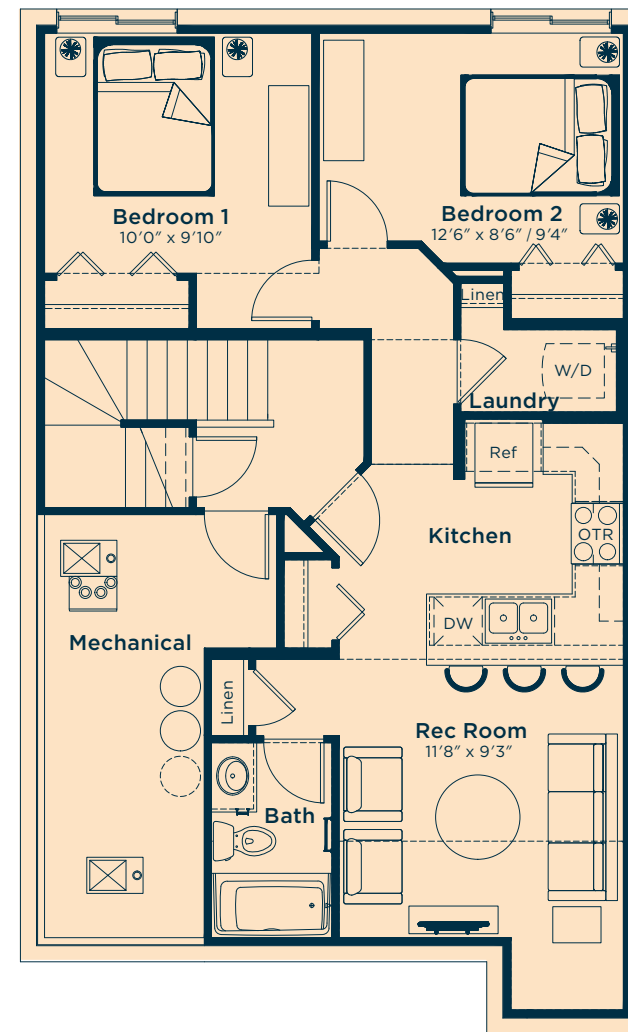 Bedroom 1
10'0" x 9'10"
Bedroom 2
12'6" x 8'6" / 9'4"
Linen
W/D
Laundry
Ref
Kitchen
OTR
DW
Mechanical
Linen
Rec Room
11'8" x 9'3"
Bath